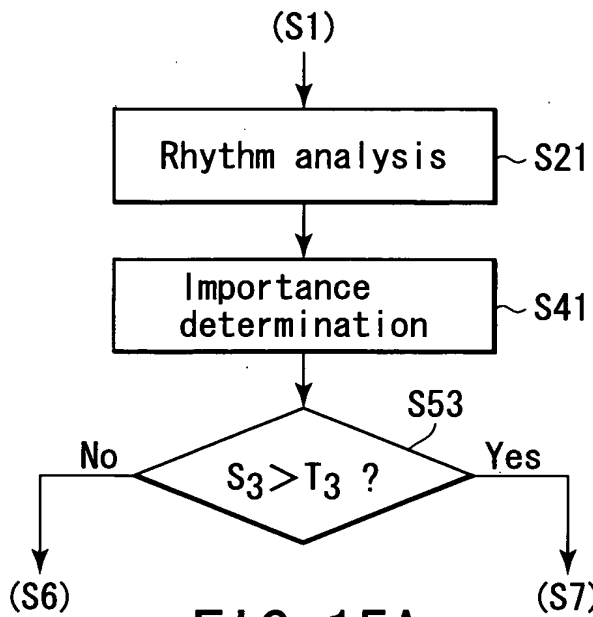 (S1)
Rhythm analysis
S21
Importance
determination
S41
S53
No
S₃>T₃ ?
Yes
(S6)
(S7)